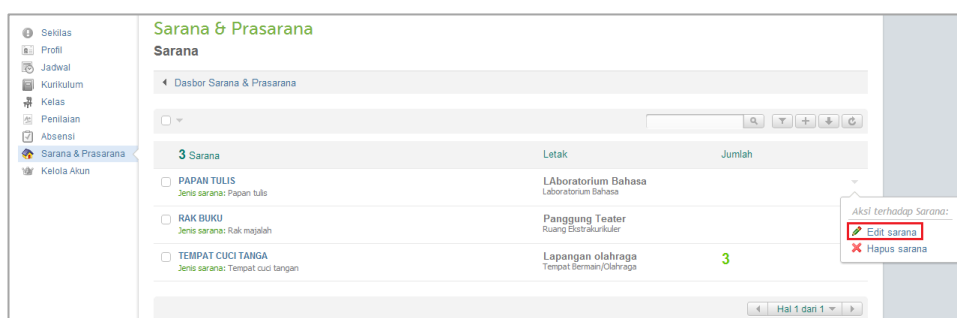 Sekilas
Profil
Jadwal
Kurikulum
Kelas
Penilaian
Absensi
Sarana & Prasarana
Kelola Akun
Sarana & Prasarana
Sarana
Dasbor Sarana & Prasarana
3 Sarana Letak Jumlah
PAPAN TULIS LAboratorium Bahasa
Jenis sarana: Papan tulis Laboratorium Bahasa
RAK BUKU Panggung Teater
Jenis sarana: Rak majalah Ruang Ekstrakurikuler
TEMPAT CUCI TANGA Lapangan olahraga 3
Jenis sarana: Tempat cuci tangan Tempat Bermain/Olahraga
Aksi terhadap Sarana:
Edit sarana
Hapus sarana
Hal 1 dari 1